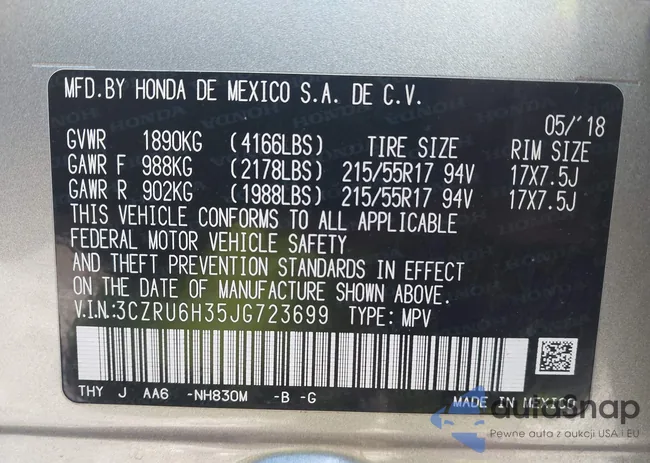 MFD.BY HONDA DE MEXICO S.A. DE C.V.
05/'18
GVWR 1890KG (4166LBS) TIRE SIZE RIM SIZE
GAWR F 988KG (2178LBS) 215/55R17 94V 17X7.5J
GAWR R 902KG (1988LBS) 215/55R17 94V 17X7.5J
THIS VEHICLE CONFORMS TO ALL APPLICABLE
FEDERAL MOTOR VEHICLE SAFETY
AND THEFT PREVENTION STANDARDS IN EFFECT
ON THE DATE OF MANUFACTURE SHOWN ABOVE.
V.I.N:3CZRU6H35JG723699 TYPE: MPV
THY J AA6 -NH830M -B -G
MADE IN MEXICO
autosnap
Pewne auta z aukcji USA i EU